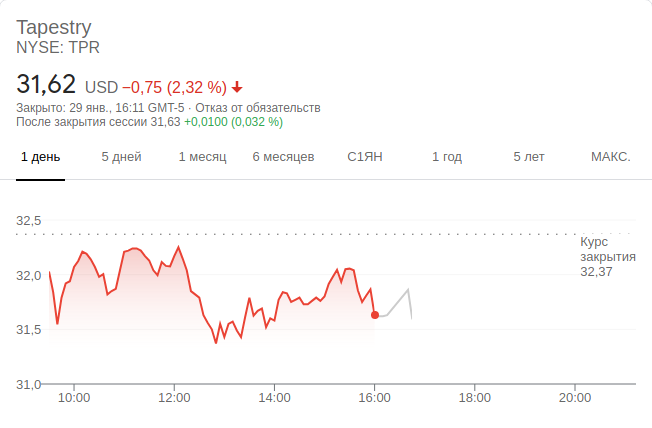 Tapestry
NYSE: TPR
31,62 USD −0,75 (2,32 %)
Закрыто: 29 янв., 16:11 GMT-5 · Отказ от обязательств
После закрытия сессии 31,63 +0,0100 (0,032 %)
1 день 5 дней 1 месяц 6 месяцев С1ЯН 1 год 5 лет МАКС.
32,5
Курс
закрытия
32,37
32,0
31,5
31,0
10:00 12:00 14:00 16:00 18:00 20:00